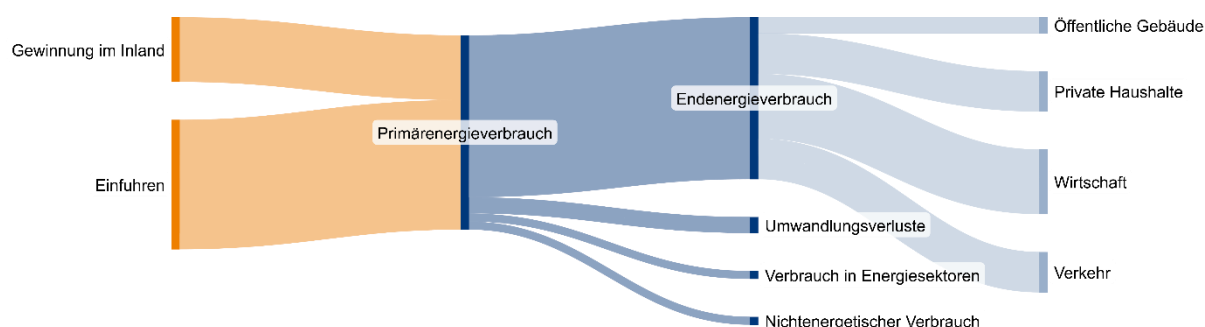 Gewinnung im Inland
Einfuhren
Primärenergieverbrauch
Endenergieverbrauch
Umwandlungsverluste
Verbrauch in Energiesektoren
Nichtenergetischer Verbrauch
Öffentliche Gebäude
Private Haushalte
Wirtschaft
Verkehr